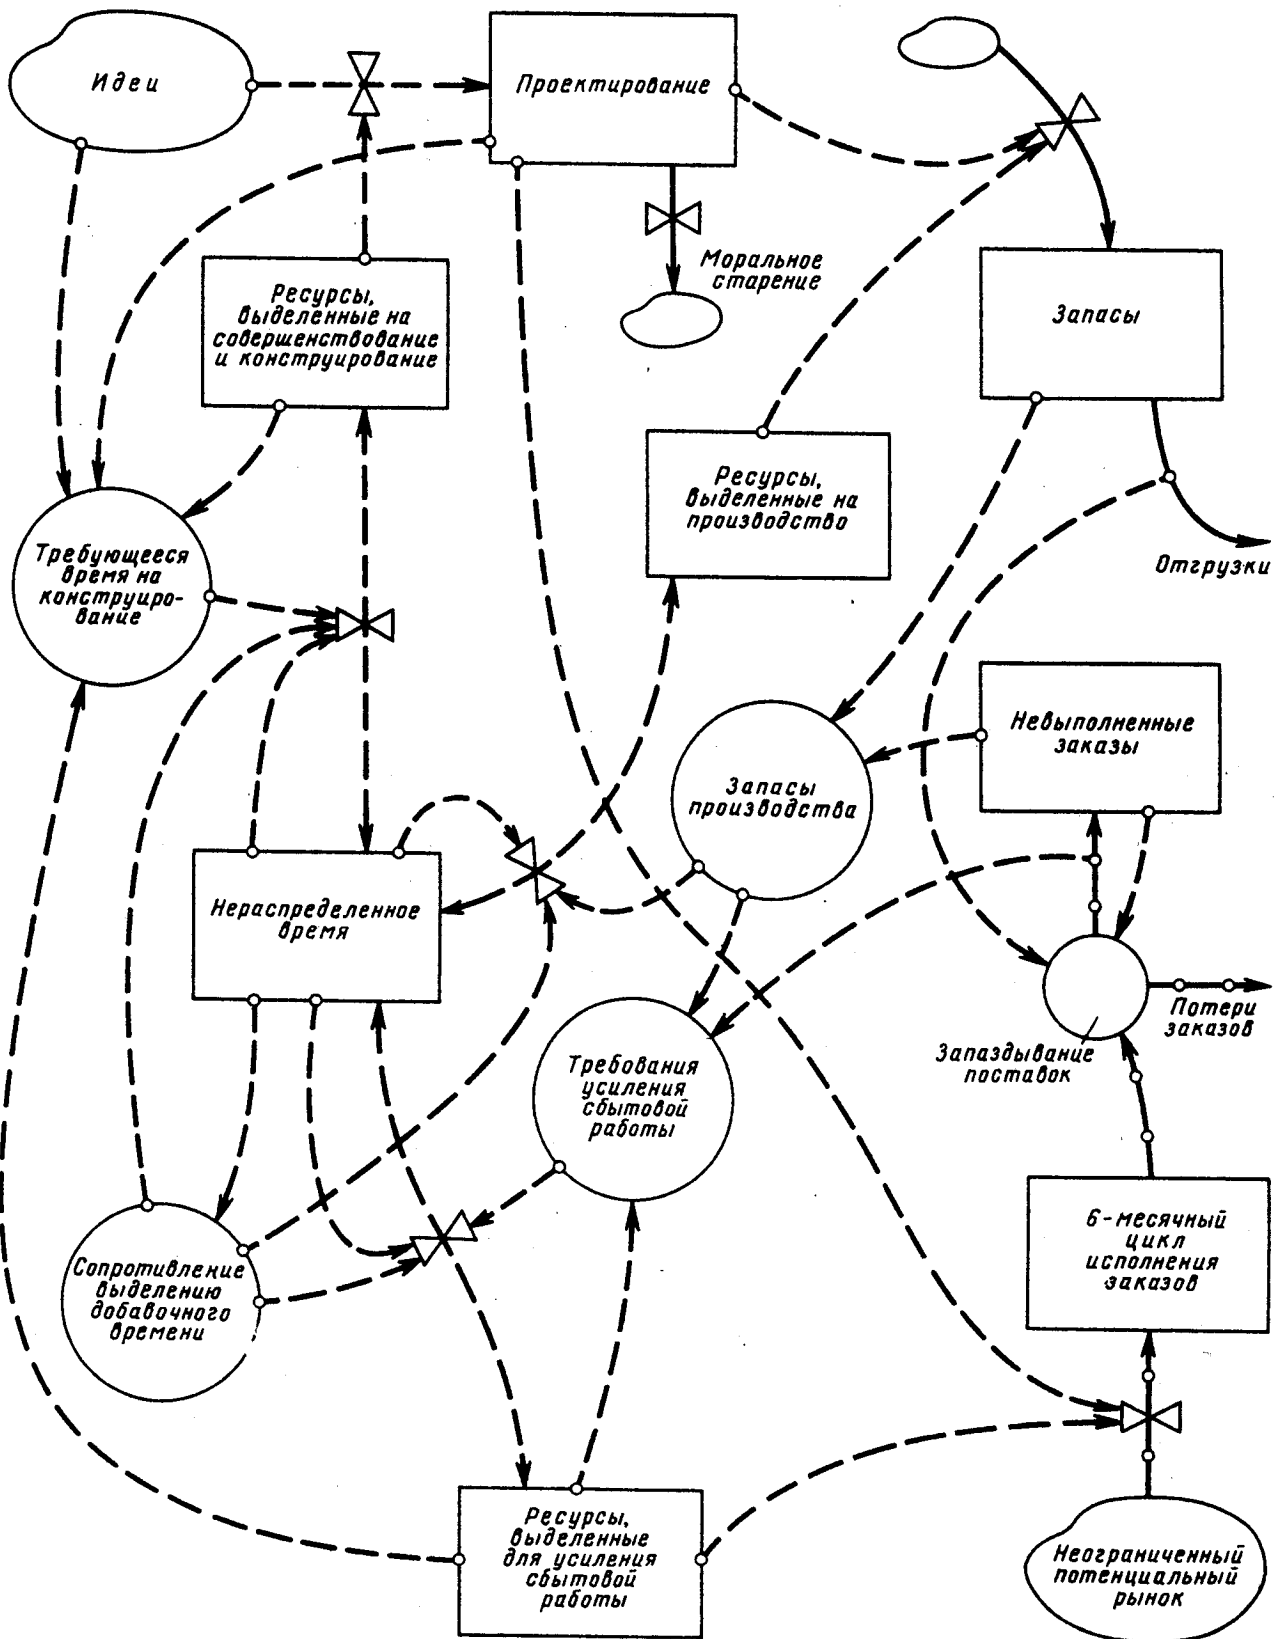 Идеи
Проектирование
Моральное
старение
Ресурсы,
выделенные на
совершенствование
и конструирование
Запасы
Ресурсы,
выделенные на
производство
Отгрузки
Требующееся
время на
конструиро-
вание
Невыполненные
заказы
Запасы
производства
Нераспределенное
время
Потери
заказов
Запаздывание
поставок
Требования
усиления
сбытовой
работы
6-месячный
цикл
исполнения
заказов
Сопротивление
выделению
добавочного
времени
Ресурсы,
выделенные
для усиления
сбытовой
работы
Неограниченный
потенциальный
рынок